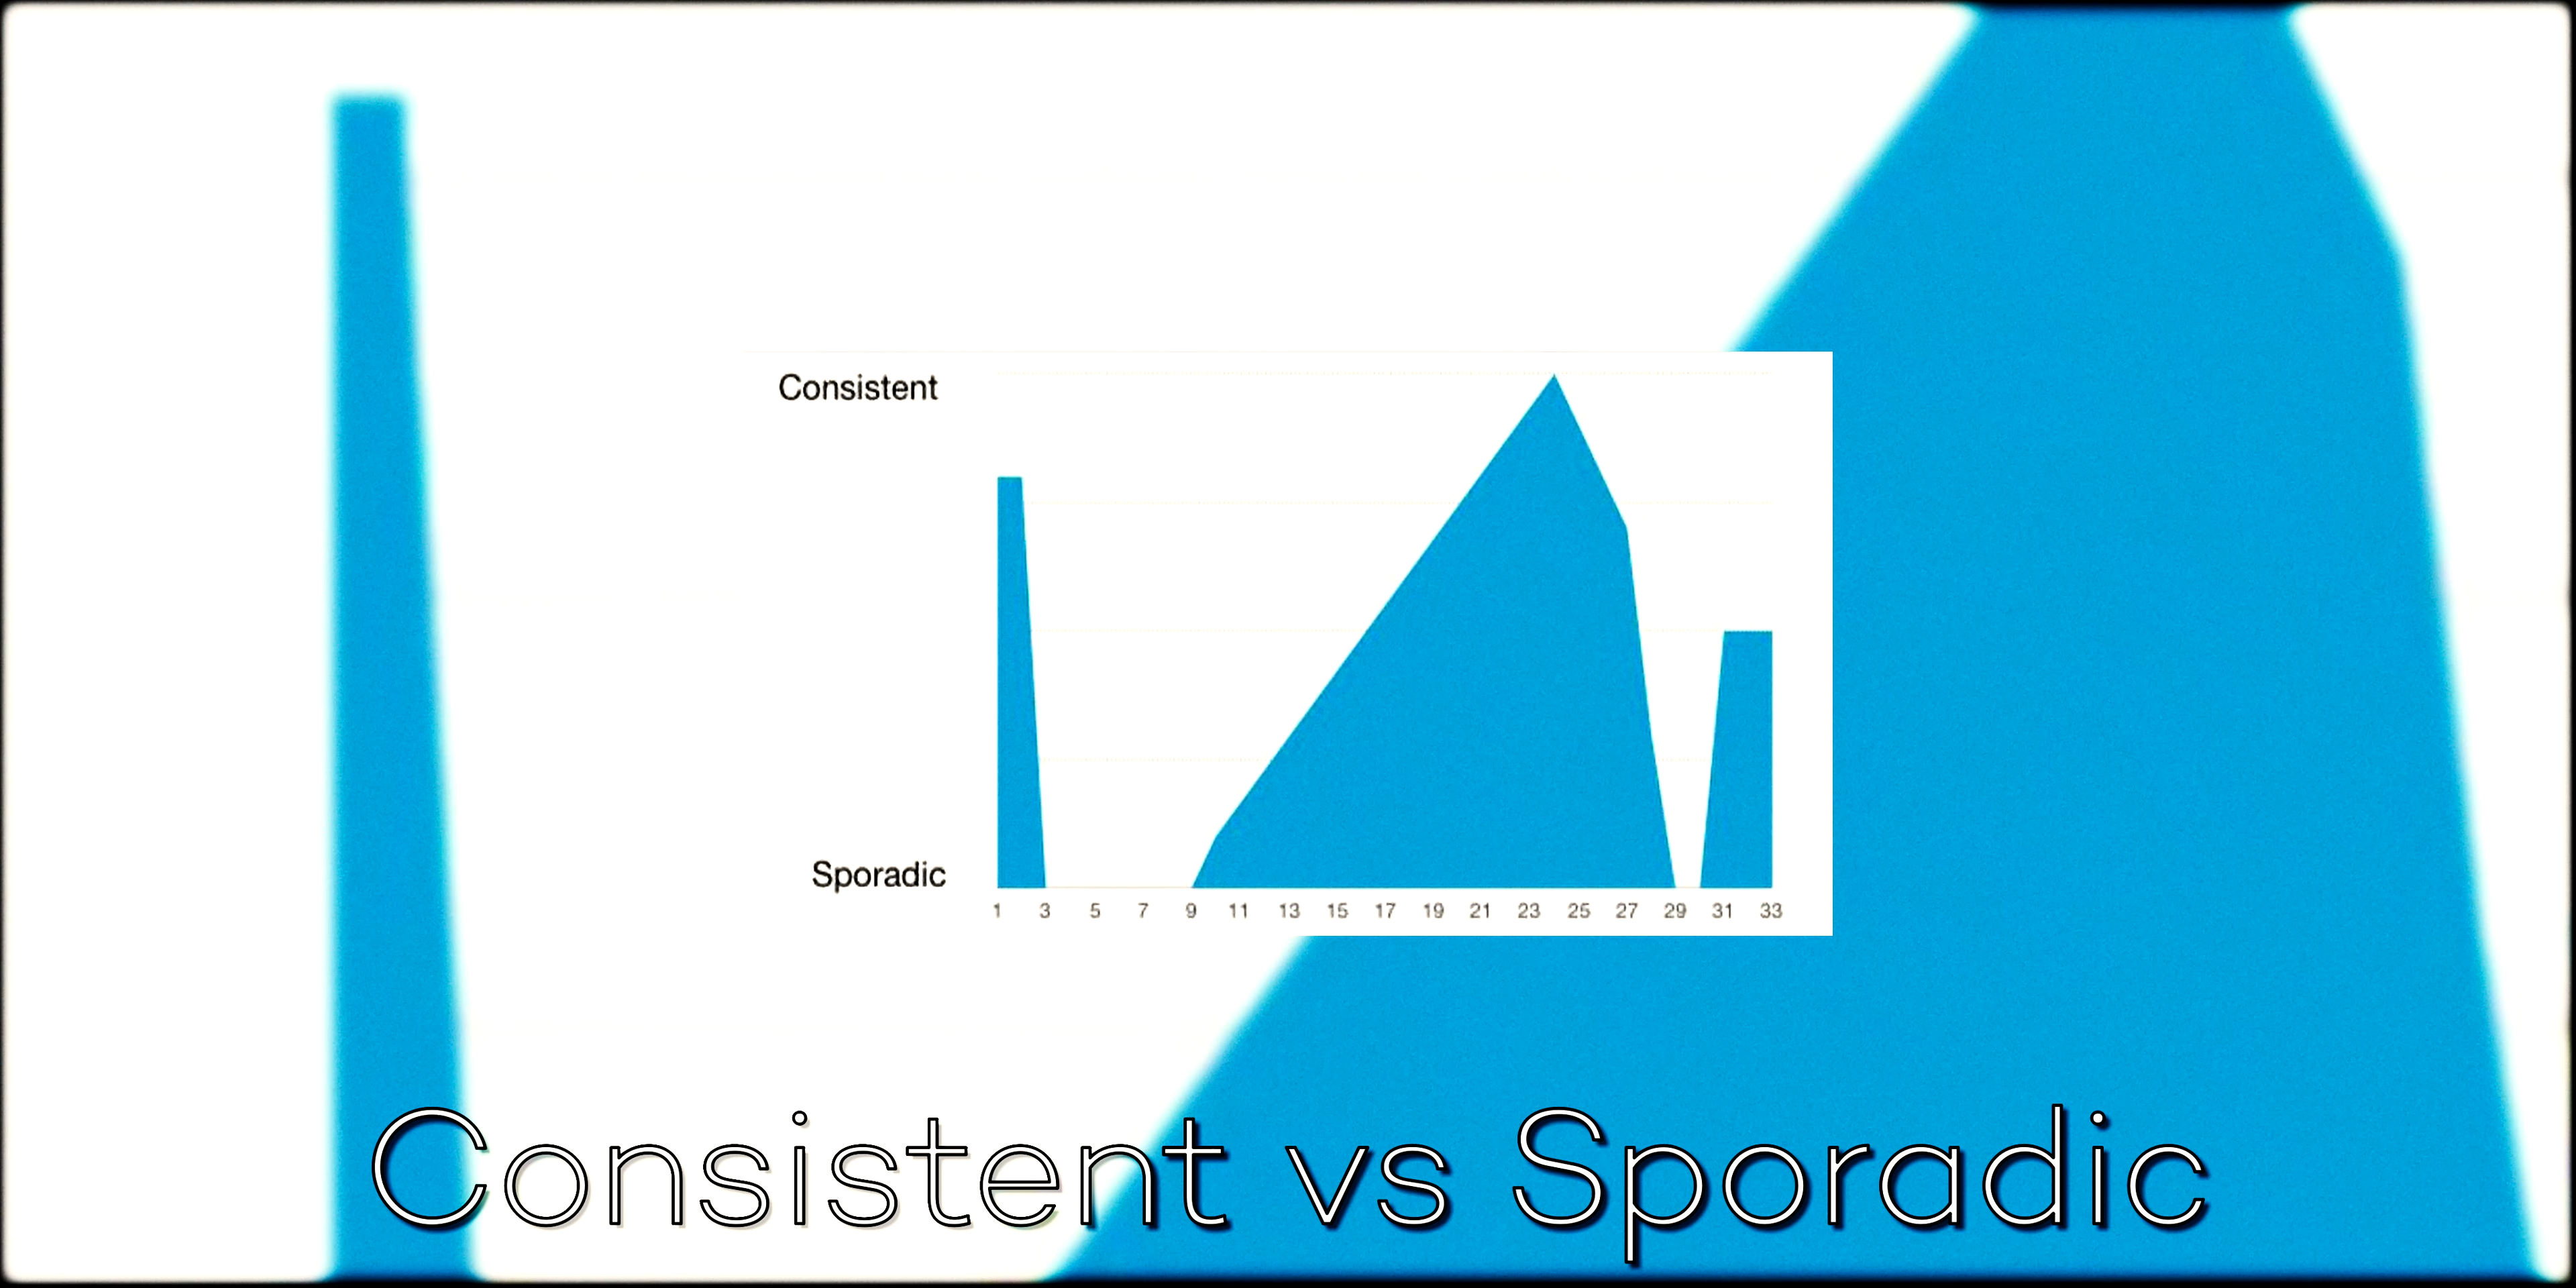 Consistent
Sporadic
1 3 5 7 9 11 13 15 17 19 21 23 25 27 29 31 33
Consistent vs Sporadic